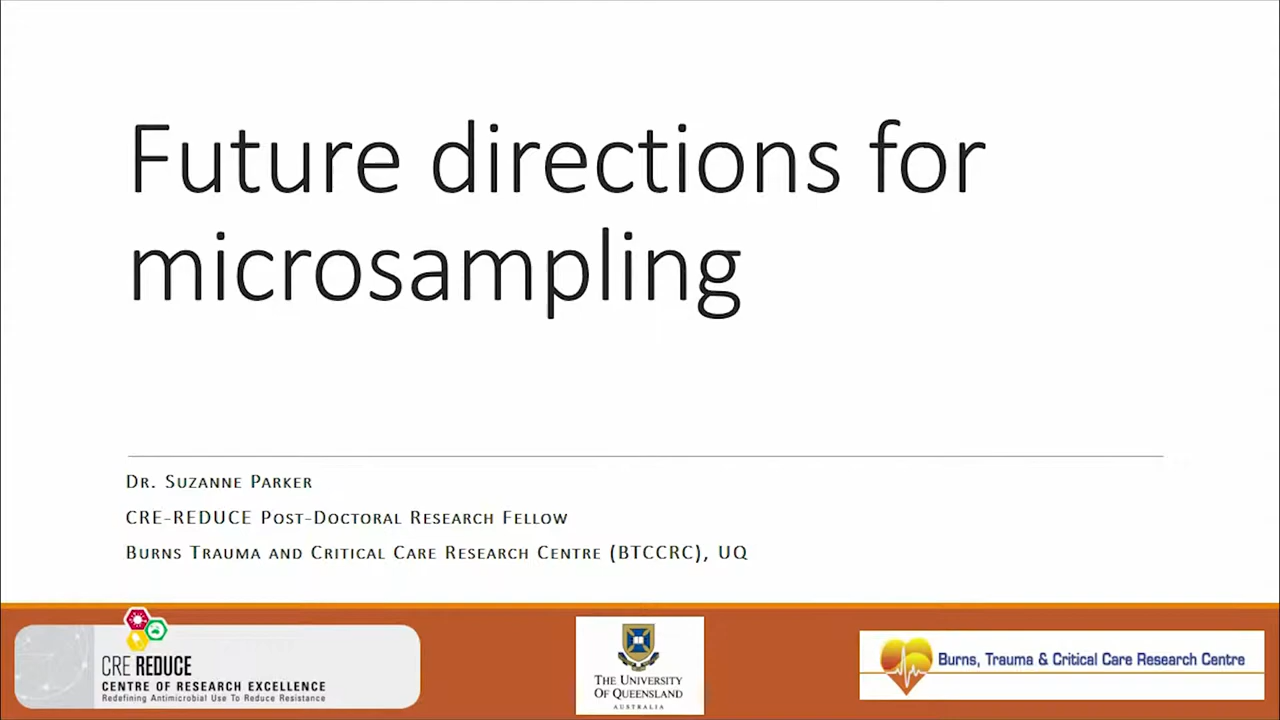 Future directions for
microsampling
Dr. Suzanne Parker
CRE-REDUCE Post-Doctoral Research Fellow
Burns Trauma and Critical Care Research Centre (BTCCRC), UQ
CRE REDUCE
CENTRE OF RESEARCH EXCELLENCE
Redefining Antimicrobial Use To Reduce Resistance
THE UNIVERSITY
OF QUEENSLAND
AUSTRALIA
Burns, Trauma & Critical Care Research Centre